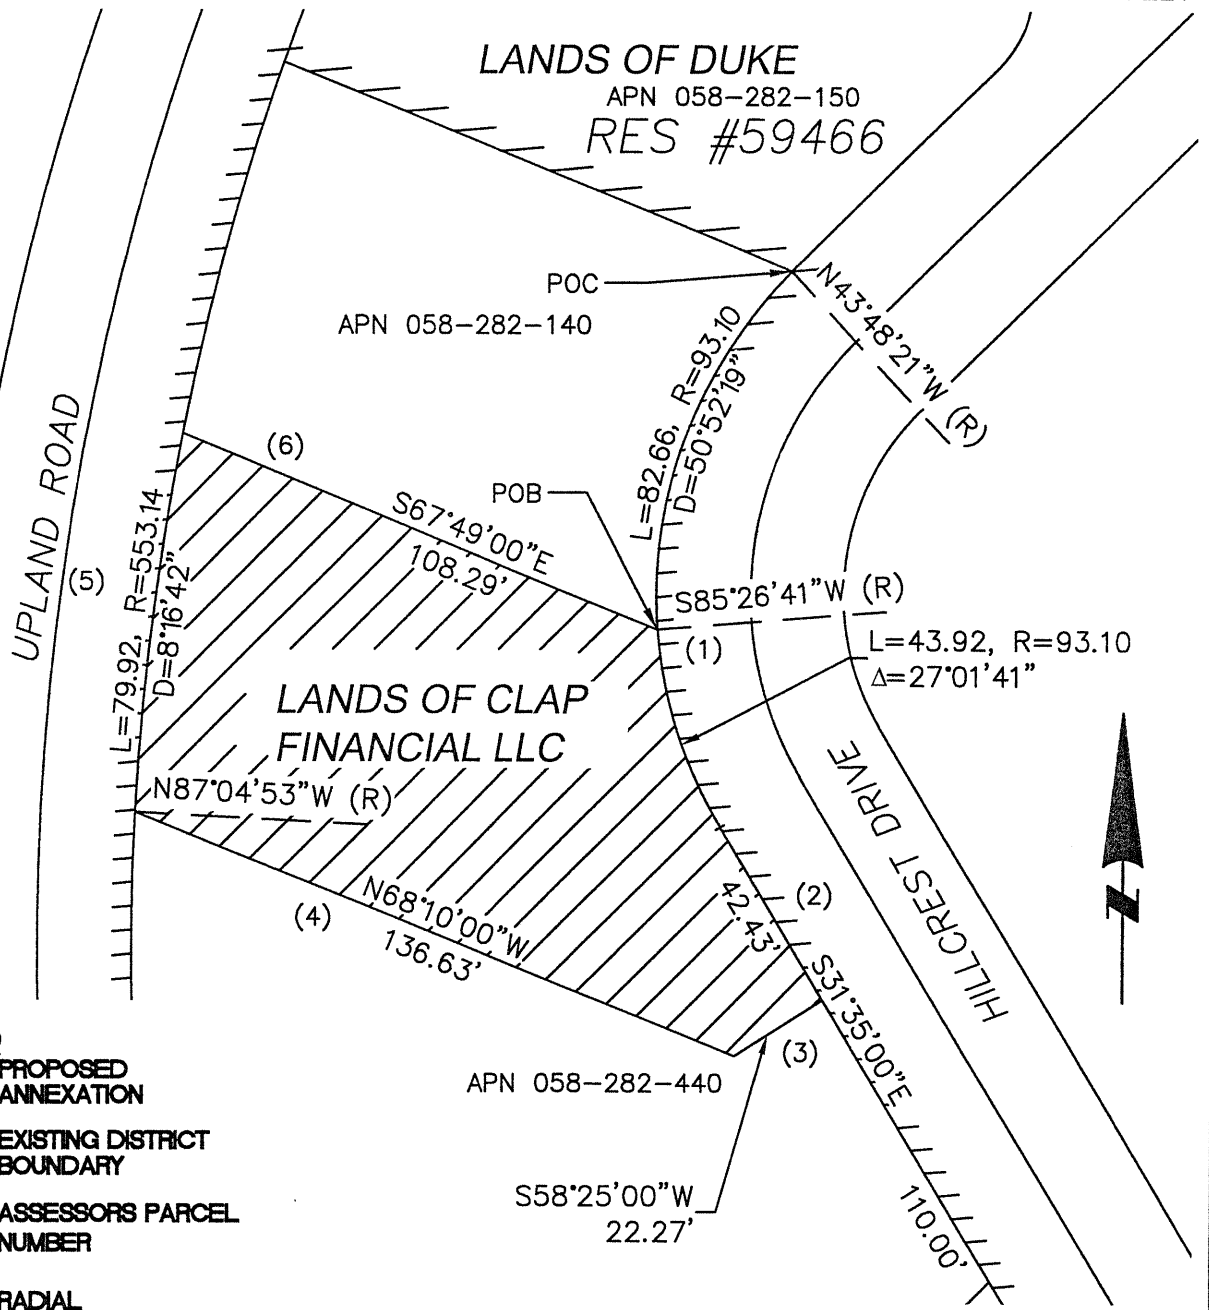 LANDS OF DUKE
APN 058-282-150
RES #59466
POC
N43°48'21"W (R)
APN 058-282-140
L=82.66, R=93.10
D=50°52'19"
UPLAND ROAD
(6)
POB
S67°49'00"E
108.29'
(5)
L=79.92, R=553.14
D=8°16'42"
S85°26'41"W (R)
(1)
L=43.92, R=93.10
Δ=27°01'41"
LANDS OF CLAP
FINANCIAL LLC
N87°04'53"W (R)
HILLCREST DRIVE
N68°10'00"W
136.63'
(4)
42.43'
(2)
S31°35'00"E
(3)
N
PROPOSED
ANNEXATION
APN 058-282-440
EXISTING DISTRICT
BOUNDARY
S58°25'00"W
22.27'
110.00'
ASSESSORS PARCEL
NUMBER
RADIAL